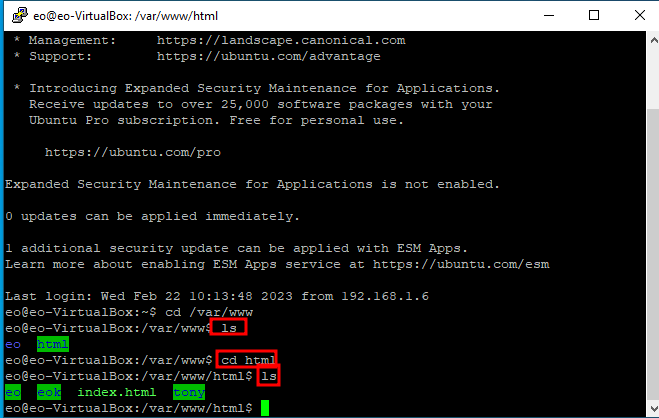 eo@eo-VirtualBox: /var/www/html
* Management:     https://landscape.canonical.com
* Support:        https://ubuntu.com/advantage
* Introducing Expanded Security Maintenance for Applications.
Receive updates to over 25,000 software packages with your
Ubuntu Pro subscription. Free for personal use.
https://ubuntu.com/pro
Expanded Security Maintenance for Applications is not enabled.
0 updates can be applied immediately.
1 additional security update can be applied with ESM Apps.
Learn more about enabling ESM Apps service at https://ubuntu.com/esm
Last login: Wed Feb 22 10:13:48 2023 from 192.168.1.6
eo@eo-VirtualBox:~$ cd /var/www
eo@eo-VirtualBox:/var/www$ ls
eo  html
eo@eo-VirtualBox:/var/www$ cd html
eo@eo-VirtualBox:/var/www/html$ ls
eo  eok  index.html  tony
eo@eo-VirtualBox:/var/www/html$